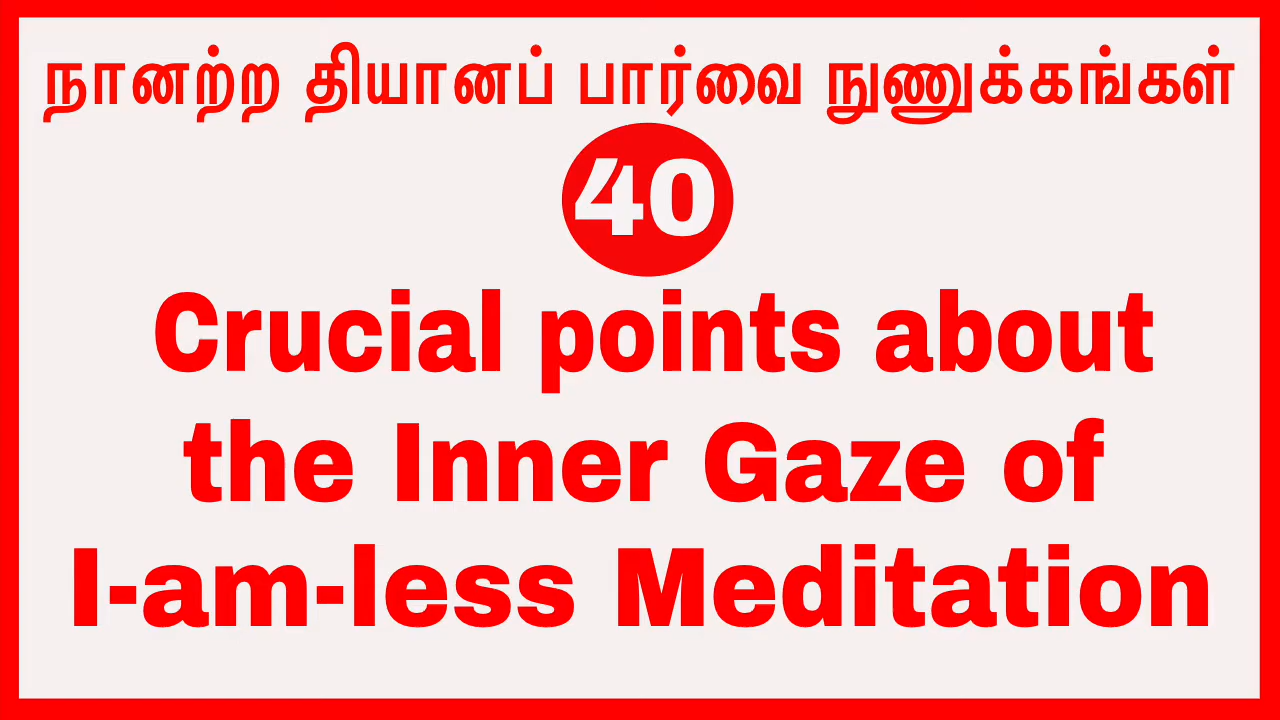 நானற்ற தியானப் பார்வை நுணுக்கங்கள்
40
Crucial points about
the Inner Gaze of
I-am-less Meditation